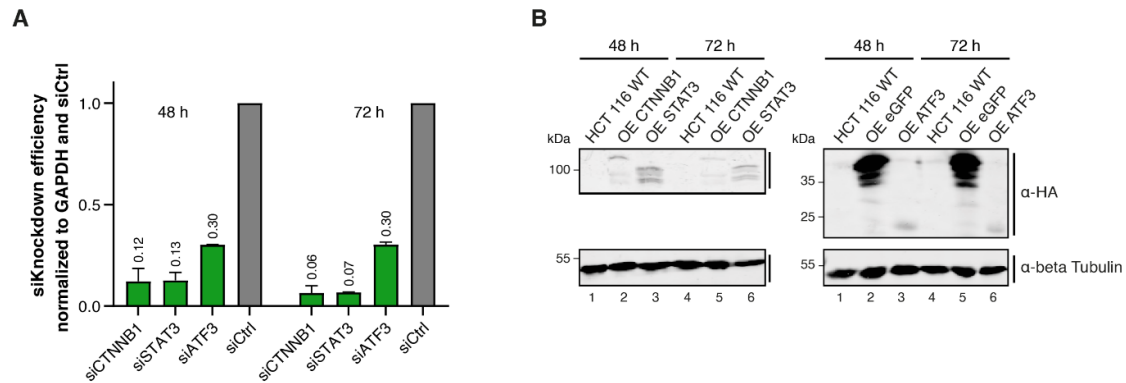 A
siKnockdown efficiency
normalized to GAPDH and siCtrl
1.0
0.5
0.0
48 h
72 h
0.12
0.13
0.30
0.06
0.07
0.30
siCTNNB1
siSTAT3
siATF3
siCtrl
siCTNNB1
siSTAT3
siATF3
siCtrl
B
48 h
72 h
HCT 116 WT
OE CTNNB1
OE STAT3
HCT 116 WT
OE CTNNB1
OE STAT3
kDa
100
55
1 2 3 4 5 6
48 h
72 h
HCT 116 WT
OE eGFP
OE ATF3
HCT 116 WT
OE eGFP
OE ATF3
kDa
35
25
α-HA
55
α-beta Tubulin
1 2 3 4 5 6